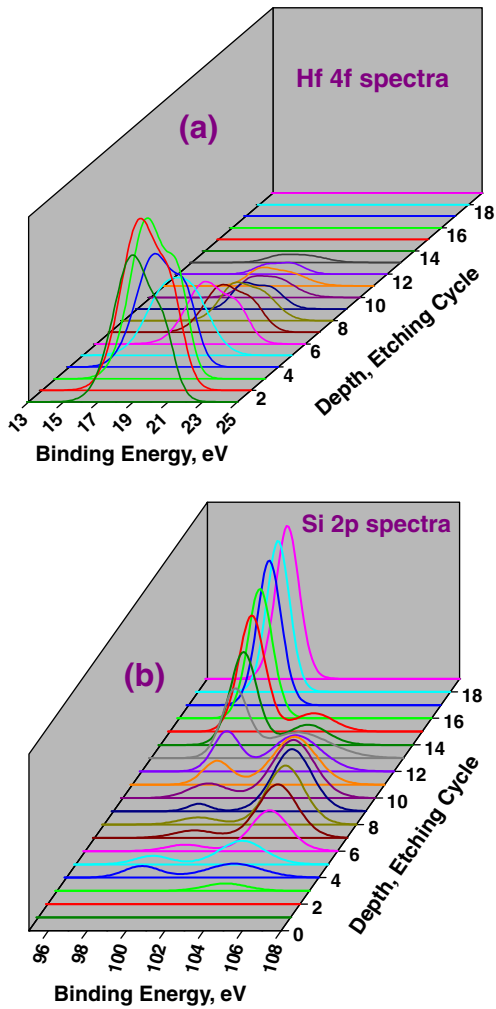 Hf 4f spectra
(a)
18
16
14
12
10
8
6
4
2
Depth, Etching Cycle
13 15 17 19 21 23 25
Binding Energy, eV
Si 2p spectra
(b)
18
16
14
12
10
8
6
4
2
0
Depth, Etching Cycle
96 98 100 102 104 106 108
Binding Energy, eV